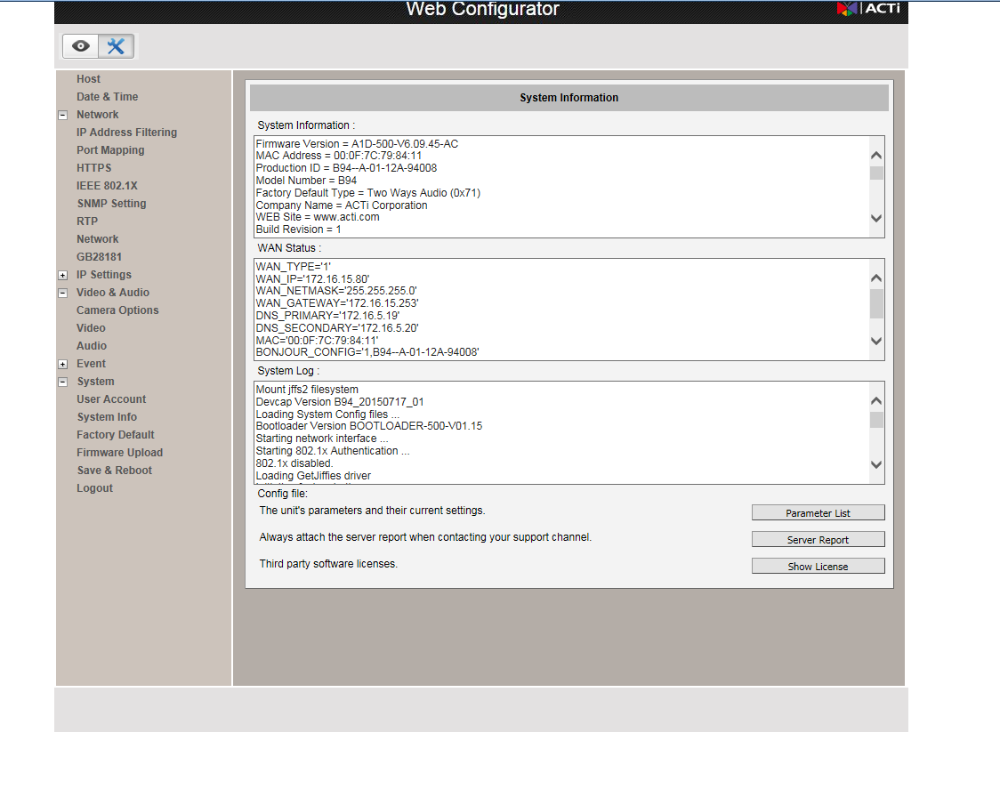 Web Configurator
ACTi
Host
Date & Time
Network
IP Address Filtering
Port Mapping
HTTPS
IEEE 802.1X
SNMP Setting
RTP
Network
GB28181
IP Settings
Video & Audio
Camera Options
Video
Audio
Event
System
User Account
System Info
Factory Default
Firmware Upload
Save & Reboot
Logout
System Information
System Information :
Firmware Version = A1D-500-V6.09.45-AC
MAC Address = 00:0F:7C:79:84:11
Production ID = B94--A-01-12A-94008
Model Number = B94
Factory Default Type = Two Ways Audio (0x71)
Company Name = ACTi Corporation
WEB Site = www.acti.com
Build Revision = 1
WAN Status :
WAN_TYPE='1'
WAN_IP='172.16.15.80'
WAN_NETMASK='255.255.255.0'
WAN_GATEWAY='172.16.15.253'
DNS_PRIMARY='172.16.5.19'
DNS_SECONDARY='172.16.5.20'
MAC='00:0F:7C:79:84:11'
BONJOUR_CONFIG='1,B94--A-01-12A-94008'
System Log :
Mount jffs2 filesystem
Devcap Version B94_20150717_01
Loading System Config files ...
Bootloader Version BOOTLOADER-500-V01.15
Starting network interface ...
Starting 802.1x Authentication ...
802.1x disabled.
Loading GetJiffies driver
Config file:
The unit's parameters and their current settings.
Parameter List
Always attach the server report when contacting your support channel.
Server Report
Third party software licenses.
Show License